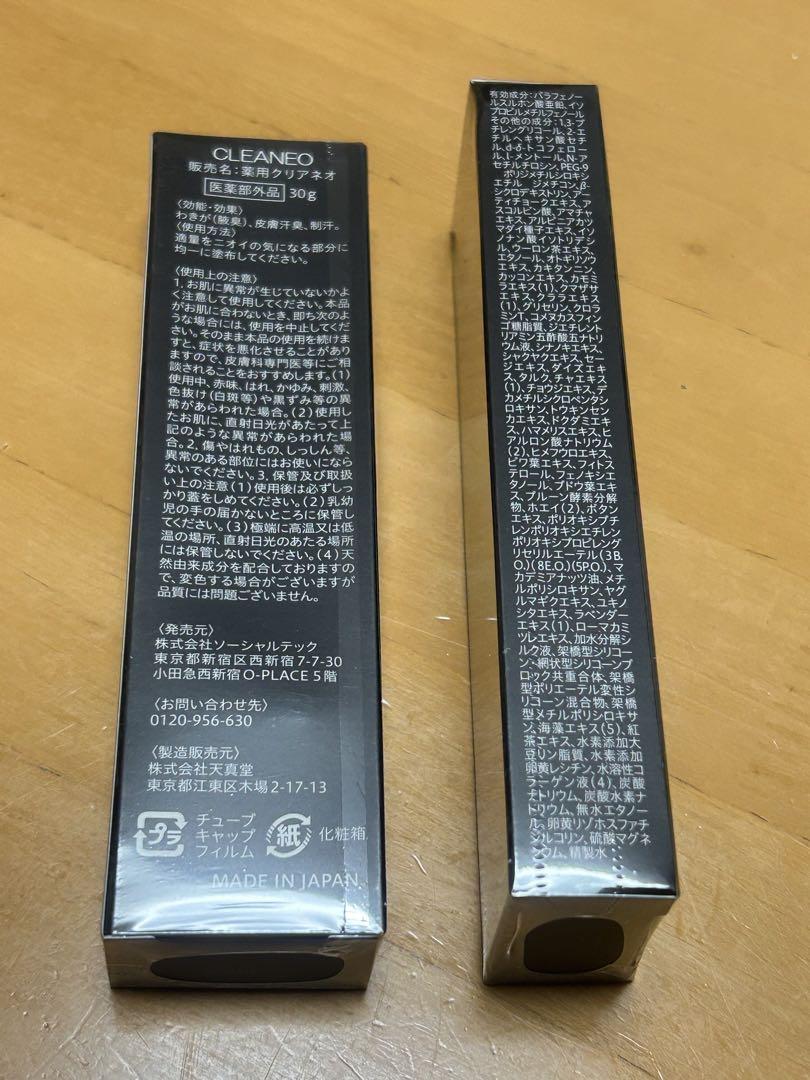 CLEANEO
販売名:薬用クリアネオ
医薬部外品 30g
〈効能・効果〉
わきが(腋臭)、皮膚汗臭、制汗。
〈使用方法〉
適量をニオイの気になる部分に
均一に塗布してください。
〈使用上の注意〉
1. お肌に異常が生じていないかよ
く注意して使用してください。本品
がお肌に合わないとき、即ち次のよ
うな場合には、使用を中止してくだ
さい。そのまま本品の使用を続けま
すと、症状を悪化させることがあり
ますので、皮膚科専門医等にご相
談されることをおすすめします。(1)
使用中、赤味、はれ、かゆみ、刺激、
色抜け(白斑等)や黒ずみ等の異
常があらわれた場合。(2)使用し
たお肌に、直射日光があたって上
記のような異常があらわれた場
合。2. 傷やはれもの、しっしん等、
異常のある部位にはお使いになら
ないでください。3. 保管及び取扱
い上の注意(1)使用後は必ずしっ
かり蓋をしめてください。(2)乳幼
児の手の届かないところに保管し
てください。(3)極端に高温又は低
温の場所、直射日光のあたる場所
には保管しないでください。(4)天
然由来成分を配合しておりますの
で、変色する場合がございますが
品質には問題ございません。
〈発売元〉
株式会社ソーシャルテック
東京都新宿区西新宿7-7-30
小田急西新宿O-PLACE 5階
〈お問い合わせ先〉
0120-956-630
〈製造販売元〉
株式会社天真堂
東京都江東区木場2-17-13
プラ
チューブ
キャップ
フィルム
紙
化粧箱
MADE IN JAPAN
有効成分:パラフェノー
ルスルホン酸亜鉛、イソ
プロピルメチルフェノール
その他の成分:1,3-ブ
チレングリコール、2-エ
チルヘキサン酸セチ
ル、d-δ-トコフェロー
ル、l-メントール、N-ア
セチルチロシン、PEG-9
ポリジメチルシロキシ
エチル ジメチコン、β-
シクロデキストリン、アー
ティチョークエキス、ア
スコルビン酸、アマチャ
エキス、アルピニアカツ
マダイ種子エキス、イソ
ノナン酸イソトリデシ
ル、ウーロン茶エキス、
エタノール、オトギリソウ
エキス、カキタンニン、
カッコンエキス、カモミ
ラエキス(1)、クマザサ
エキス、クララエキス
(1)、グリセリン、クロラ
ミンT、コメヌカスフィン
ゴ糖脂質、ジエチレント
リアミン五酢酸五ナトリ
ウム液、シナノキエキス、
シャクヤクエキス、セー
ジエキス、ダイズエキ
ス、タルク、チャエキス
(1)、チョウジエキス、デ
カメチルシクロペンタシ
ロキサン、トウキンセン
カエキス、ドクダミエキ
ス、ハマメリスエキス、ヒ
アルロン酸ナトリウム
(2)、ヒメフウロエキス、
ビワ葉エキス、フィトス
テロール、フェノキシエ
タノール、ブドウ葉エキ
ス、プルーン酵素分解
物、ホエイ(2)、ボタン
エキス、ポリオキシブチ
レンポリオキシエチレン
ポリオキシプロピレング
リセリルエーテル(3B.
O.)(8E.O.)(5P.O.)、マ
カデミアナッツ油、メチ
ルポリシロキサン、ヤグ
ルマギクエキス、ユキノ
シタエキス、ラベンダー
エキス(1)、ローマカミ
ツレエキス、加水分解シ
ルク液、架橋型シリコー
ン・網状型シリコーンブ
ロック共重合体、架橋
型ポリエーテル変性シ
リコーン混合物、架橋
型メチルポリシロキサ
ン、海藻エキス(5)、紅
茶エキス、水素添加大
豆リン脂質、水素添加
卵黄レシチン、水溶性コ
ラーゲン液(4)、炭酸
ナトリウム、炭酸水素ナ
トリウム、無水エタノー
ル、卵黄リゾホスファチ
ジルコリン、硫酸マグネ
シウム、精製水